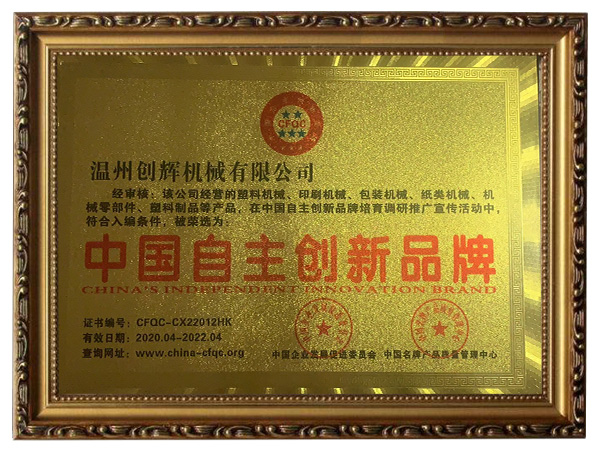 CFQC
温州创辉机械有限公司
经审核：该公司经营的塑料机械、印刷机械、包装机械、纸类机械、机
械零部件、塑料制品等产品，在中国自主创新品牌培育调研推广宣传活动中，
符合入编条件，被荣选为：
中国自主创新品牌
CHINA'S INDEPENDENT INNOVATION BRAND
证书编号：CFQC-CX22012HK
有效日期：2020.04-2022.04
查询网址：www.china-cfqc.org
中国企业发展促进委员会 中国名牌产品质量管理中心